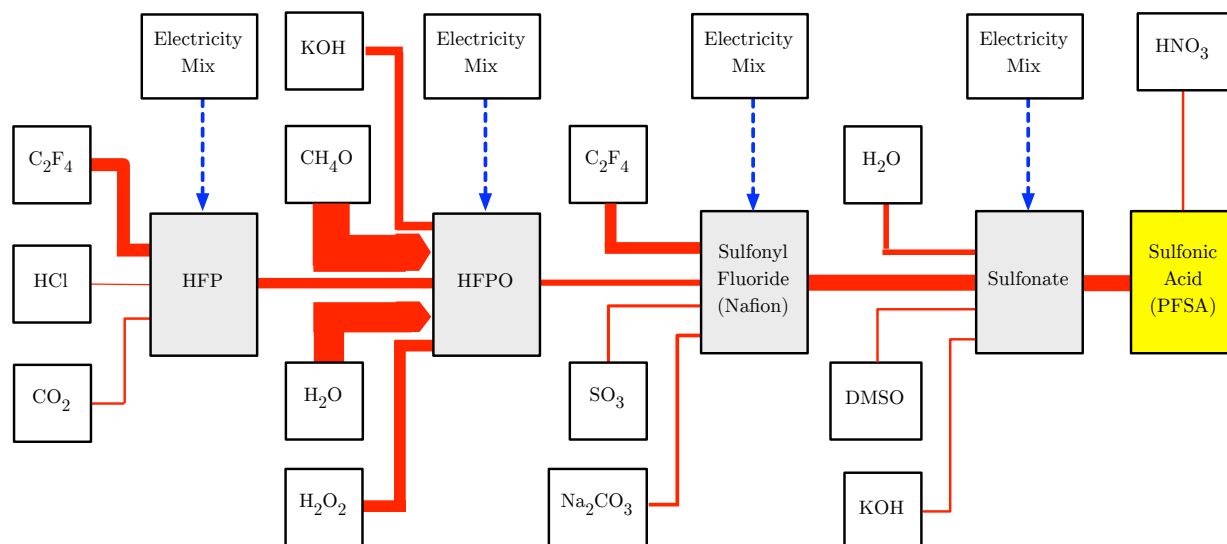 Electricity
Mix
KOH
Electricity
Mix
Electricity
Mix
Electricity
Mix
HNO3
C2F4
CH4O
C2F4
H2O
HCl
HFP
HFPO
Sulfonyl
Fluoride
(Nafion)
Sulfonate
Sulfonic
Acid
(PFSA)
CO2
H2O
SO3
DMSO
H2O2
Na2CO3
KOH